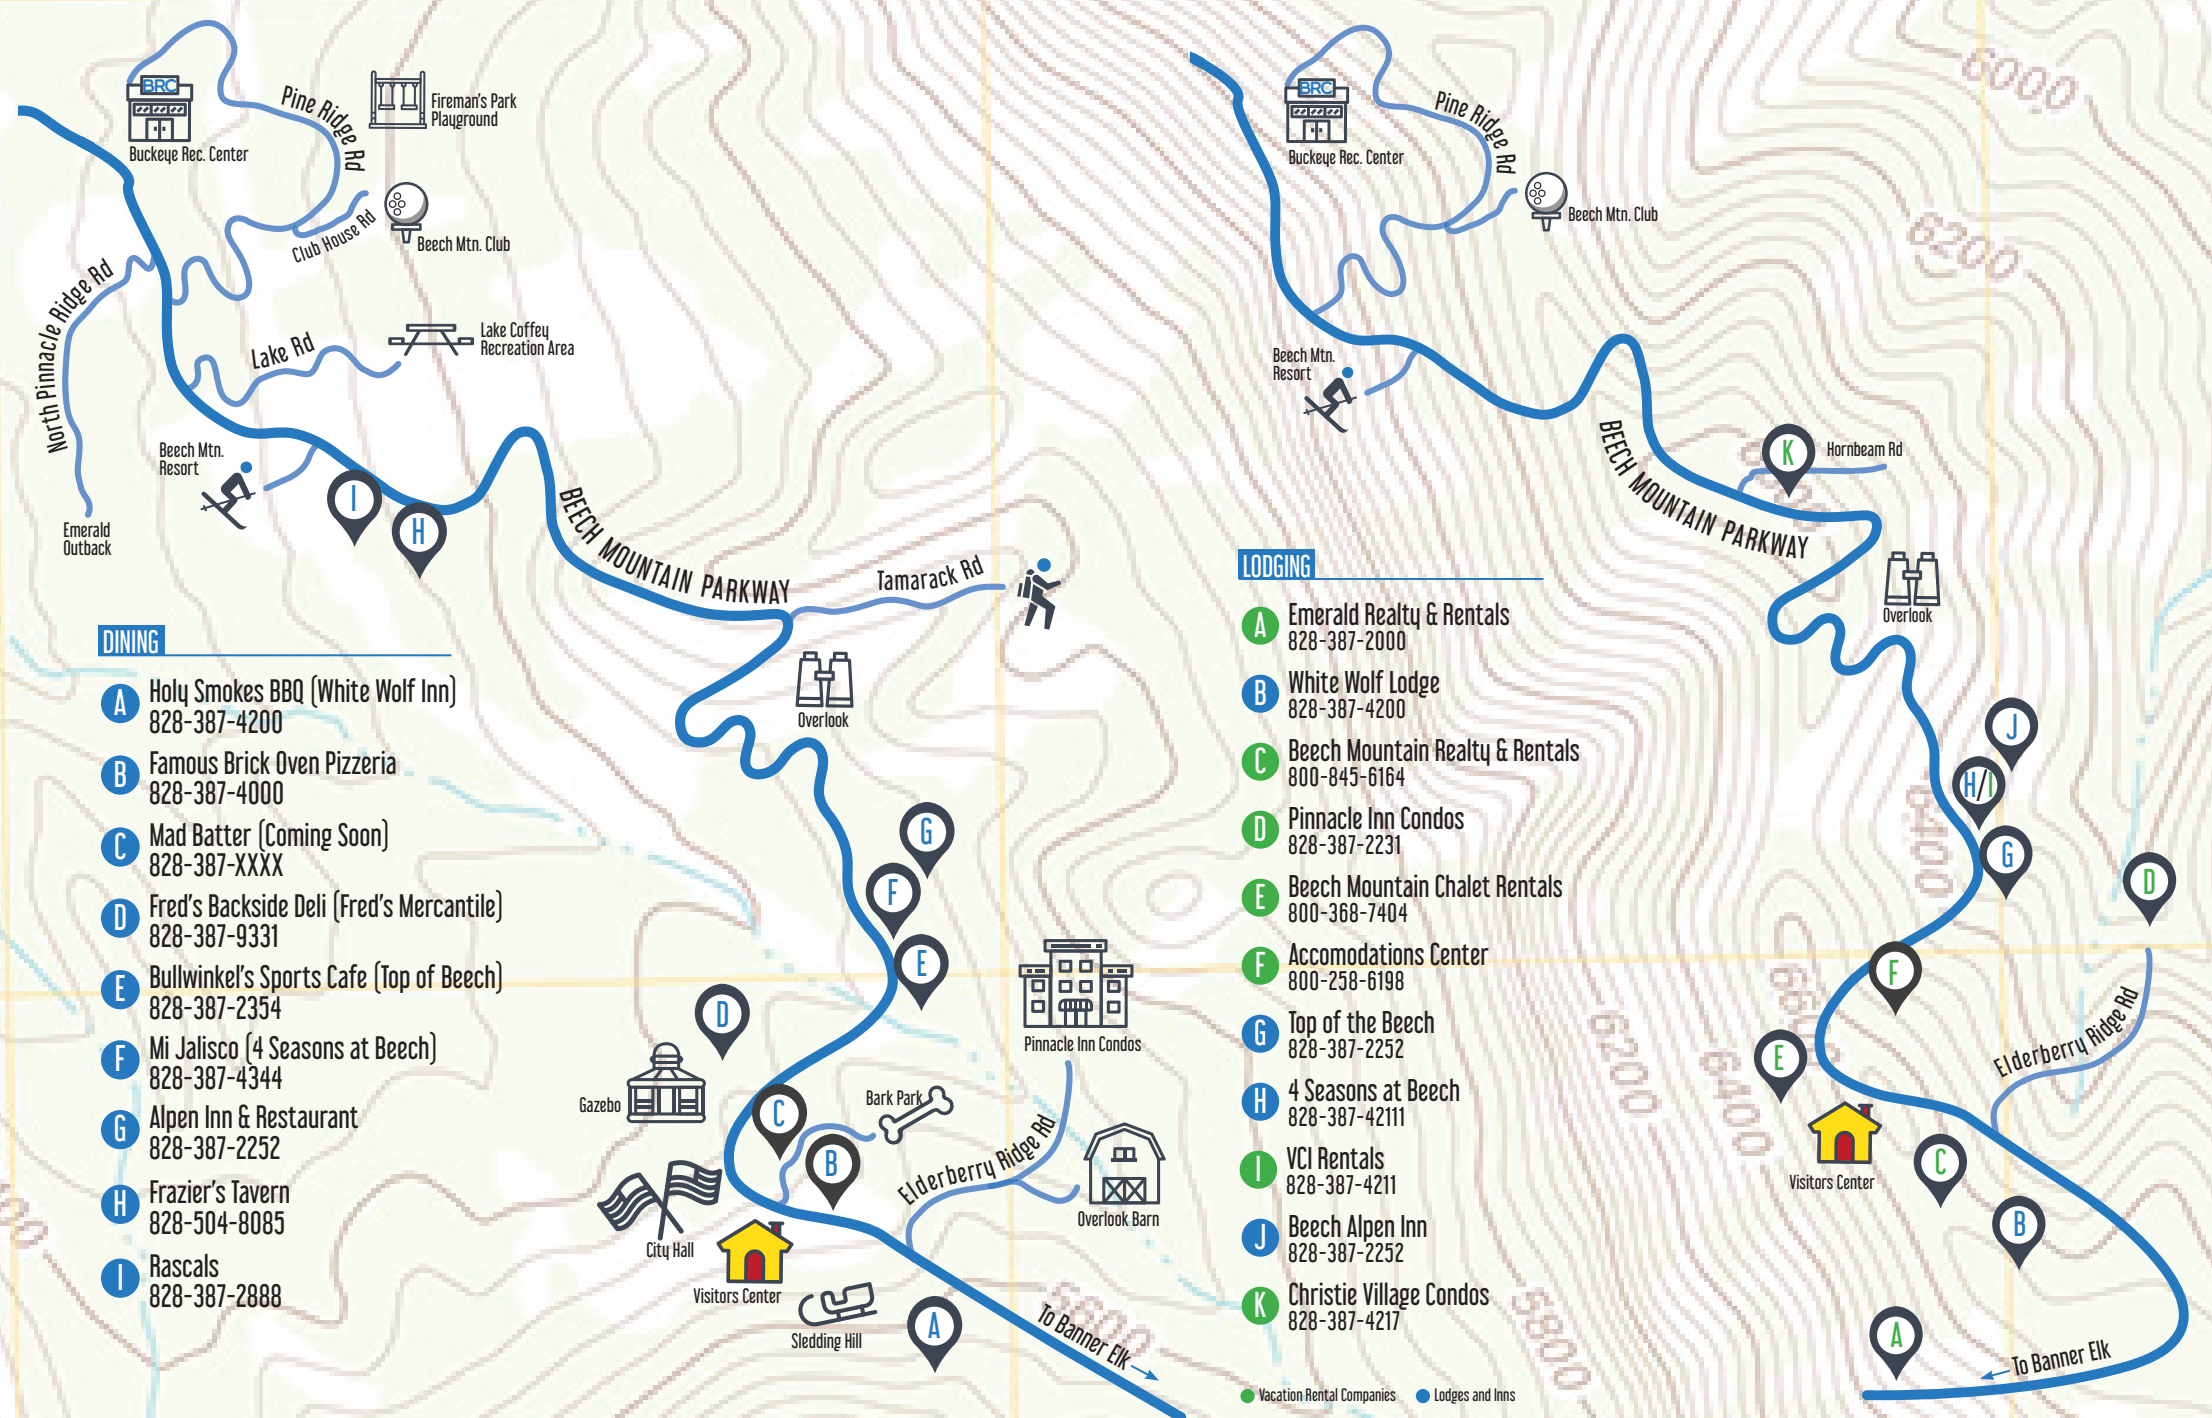 BRC
Buckeye Rec. Center
Pine Ridge Rd
Fireman's Park
Playground
Club House Rd
Beech Mtn. Club
North Pinnacle Ridge Rd
Lake Rd
Lake Coffey
Recreation Area
Beech Mtn.
Resort
Emerald
Outback
I
H
BEECH MOUNTAIN PARKWAY
Tamarack Rd
Overlook
DINING
A Holy Smokes BBQ (White Wolf Inn)
828-387-4200
B Famous Brick Oven Pizzeria
828-387-4000
C Mad Batter (Coming Soon)
828-387-XXXX
D Fred's Backside Deli (Fred's Mercantile)
828-387-9331
E Bullwinkel's Sports Cafe (Top of Beech)
828-387-2354
F Mi Jalisco (4 Seasons at Beech)
828-387-4344
G Alpen Inn & Restaurant
828-387-2252
H Frazier's Tavern
828-504-8085
I Rascals
828-387-2888
G
F
E
D
Pinnacle Inn Condos
Gazebo
C
Bark Park
B
Elderberry Ridge Rd
Overlook Barn
City Hall
Visitors Center
Sledding Hill
A
To Banner Elk
BRC
Buckeye Rec. Center
Pine Ridge Rd
Beech Mtn. Club
Beech Mtn.
Resort
BEECH MOUNTAIN PARKWAY
K
Hornbeam Rd
Overlook
LODGING
A Emerald Realty & Rentals
828-387-2000
B White Wolf Lodge
828-387-4200
C Beech Mountain Realty & Rentals
800-845-6164
D Pinnacle Inn Condos
828-387-2231
E Beech Mountain Chalet Rentals
800-368-7404
F Accomodations Center
800-258-6198
G Top of the Beech
828-387-2252
H 4 Seasons at Beech
828-387-42111
I VCI Rentals
828-387-4211
J Beech Alpen Inn
828-387-2252
K Christie Village Condos
828-387-4217
Vacation Rental Companies
Lodges and Inns
J
H/I
G
D
F
Elderberry Ridge Rd
E
Visitors Center
C
B
A
To Banner Elk
6000
6200
6400
6200
6400